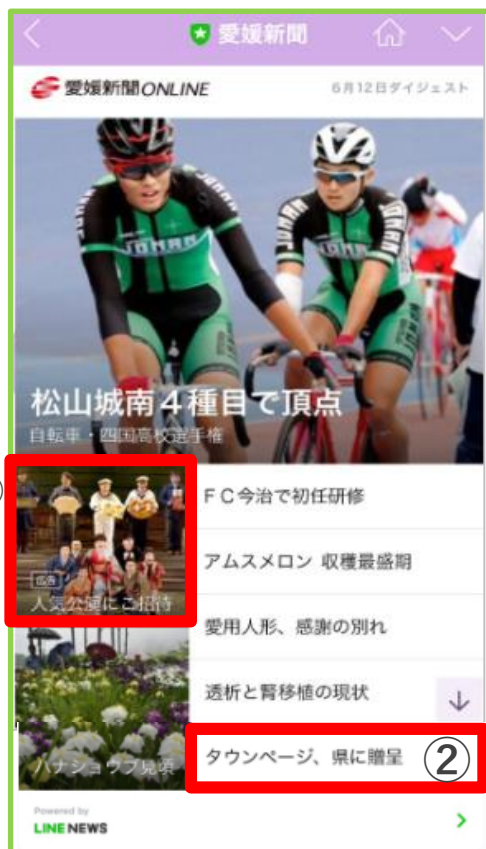 愛媛新聞
愛媛新聞ONLINE
6月12日ダイジェスト
JONAN
JONAN
松山城南4種目で頂点
自転車・四国高校選手権
広告
人気公演にご招待
FC今治で初任研修
アムスメロン 収穫最盛期
愛用人形、感謝の別れ
透析と腎移植の現状
ハナショウブ見頃
タウンページ、県に贈呈
②
Powered by
LINE NEWS